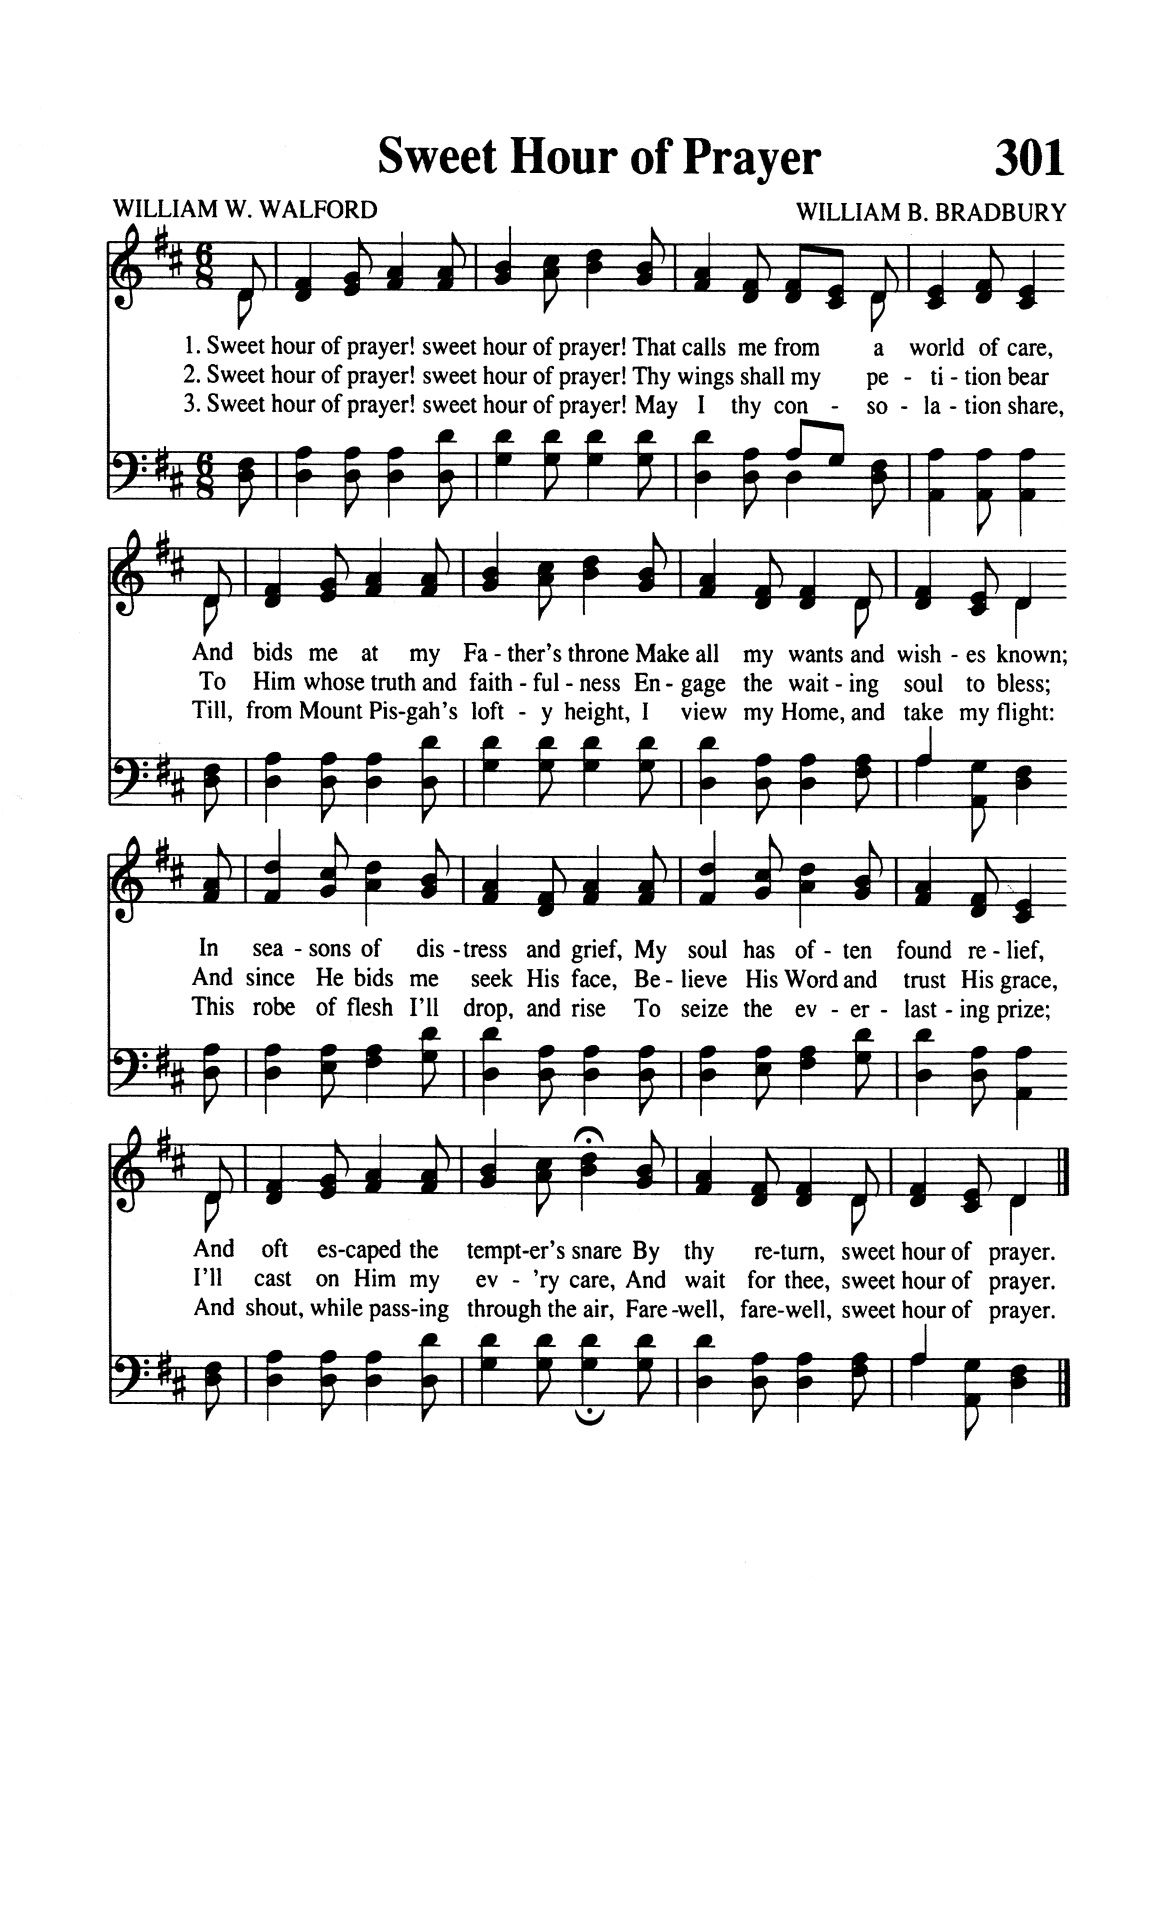 Sweet Hour of Prayer 301
WILLIAM W. WALFORD
WILLIAM B. BRADBURY
1. Sweet hour of prayer! sweet hour of prayer! That calls me from a world of care,
2. Sweet hour of prayer! sweet hour of prayer! Thy wings shall my pe - ti - tion bear
3. Sweet hour of prayer! sweet hour of prayer! May I thy con - so - la - tion share,
And bids me at my Fa - ther's throne Make all my wants and wish - es known;
To Him whose truth and faith - ful - ness En - gage the wait - ing soul to bless;
Till, from Mount Pis-gah's loft - y height, I view my Home, and take my flight:
In sea - sons of dis - tress and grief, My soul has of - ten found re - lief,
And since He bids me seek His face, Be - lieve His Word and trust His grace,
This robe of flesh I'll drop, and rise To seize the ev - er - last - ing prize;
And oft es-caped the tempt-er's snare By thy re-turn, sweet hour of prayer.
I'll cast on Him my ev - 'ry care, And wait for thee, sweet hour of prayer.
And shout, while pass-ing through the air, Fare-well, fare-well, sweet hour of prayer.